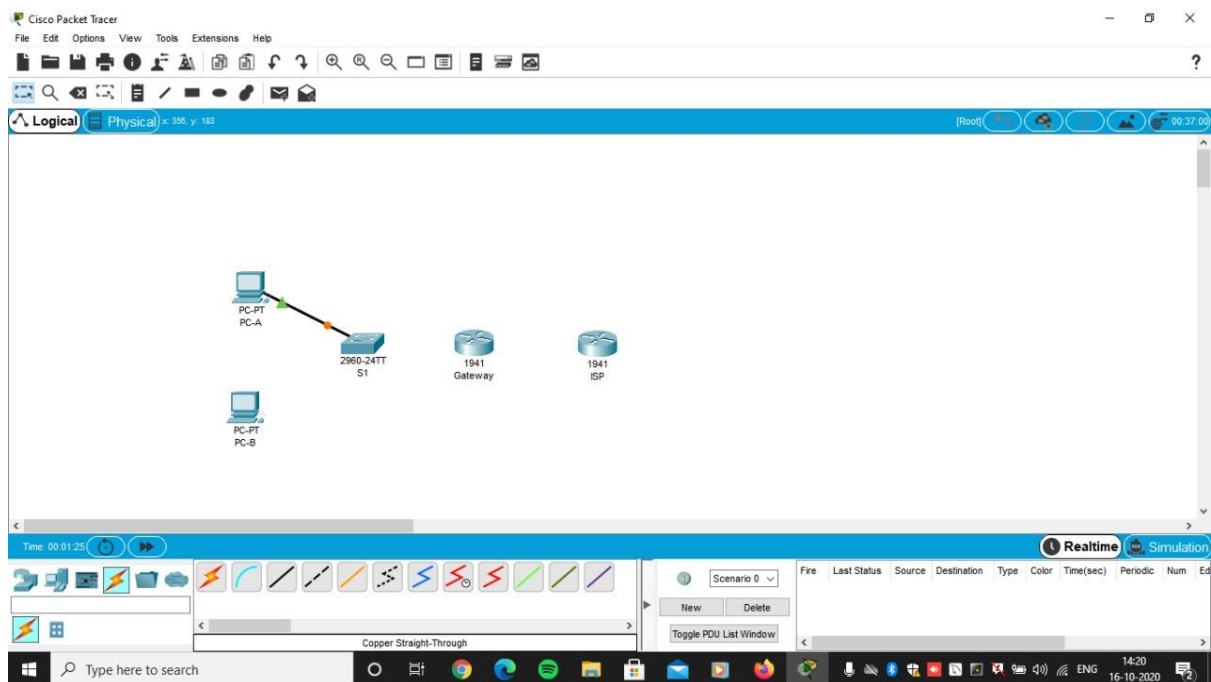 Cisco Packet Tracer
File Edit Options View Tools Extensions Help
?
Logical Physical x: 356, y: 183 [Root] 00:37:00
PC-PT
PC-A
2960-24TT
S1
1941
Gateway
1941
ISP
PC-PT
PC-B
Time: 00:01:25 Realtime Simulation
Scenario 0 Fire Last Status Source Destination Type Color Time(sec) Periodic Num Ed
New Delete
Toggle PDU List Window
Copper Straight-Through
Type here to search ENG 14:20
16-10-2020 2